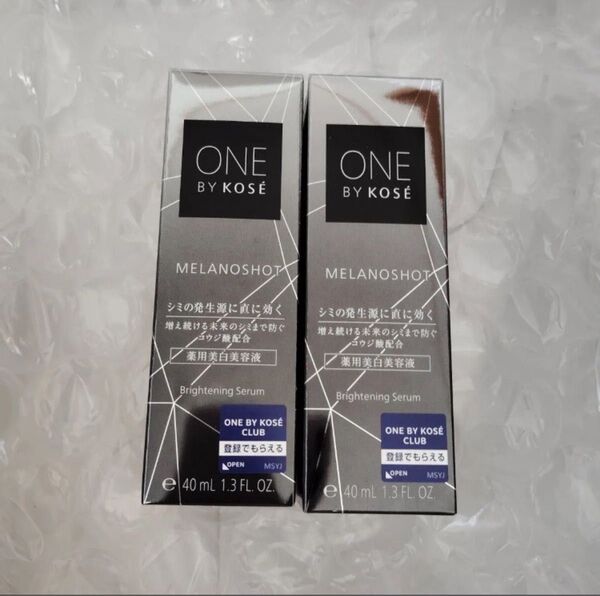 ONE
BY KOSÉ
MELANOSHOT
シミの発生源に直に効く
増え続ける未来のシミまで防ぐ
コウジ酸配合
薬用美白美容液
Brightening Serum
ONE BY KOSÉ
CLUB
登録でもらえる
OPEN MSYJ
e 40 mL 1.3 FL. OZ.
ONE
BY KOSÉ
MELANOSHOT
シミの発生源に直に効く
増え続ける未来のシミまで防ぐ
コウジ酸配合
薬用美白美容液
Brightening Serum
ONE BY KOSÉ
CLUB
登録でもらえる
OPEN MSYJ
e 40 mL 1.3 FL. OZ.